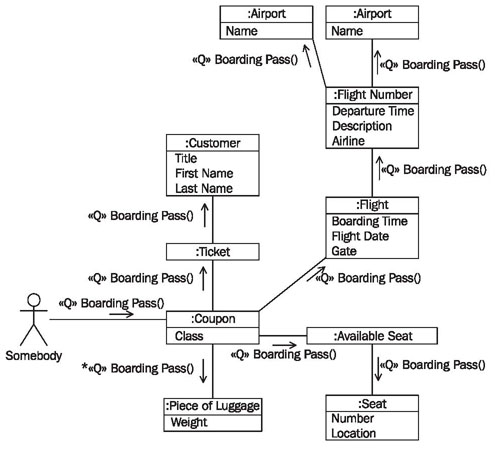 :Airport
Name
:Airport
Name
«Q» Boarding Pass()
«Q» Boarding Pass()
:Flight Number
Departure Time
Description
Airline
:Customer
Title
First Name
Last Name
«Q» Boarding Pass()
:Flight
Boarding Time
Flight Date
Gate
«Q» Boarding Pass()
:Ticket
«Q» Boarding Pass()
«Q» Boarding Pass()
«Q» Boarding Pass()
Somebody
:Coupon
Class
:Available Seat
«Q» Boarding Pass()
*«Q» Boarding Pass()
«Q» Boarding Pass()
:Piece of Luggage
Weight
:Seat
Number
Location